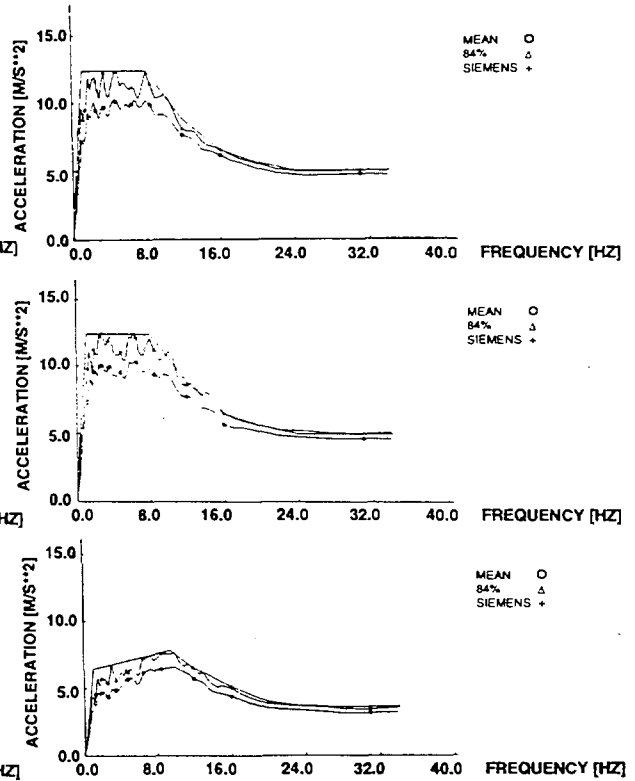 15.0
10.0
5.0
0.0
ACCELERATION [M/S**2]
MEAN O
84% Δ
SIEMENS +
HZ]
0.0 8.0 16.0 24.0 32.0 40.0 FREQUENCY [HZ]
15.0
10.0
5.0
0.0
ACCELERATION [M/S**2]
MEAN O
84% Δ
SIEMENS +
HZ]
0.0 8.0 16.0 24.0 32.0 40.0 FREQUENCY [HZ]
15.0
10.0
5.0
0.0
ACCELERATION [M/S**2]
MEAN O
84% Δ
SIEMENS +
HZ]
0.0 8.0 16.0 24.0 32.0 40.0 FREQUENCY [HZ]